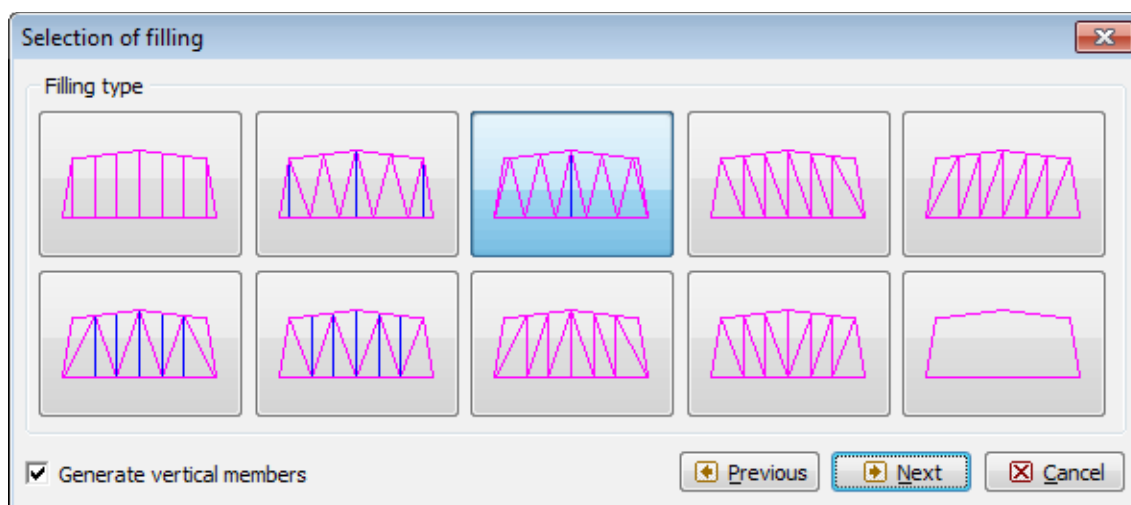 Selection of filling
Filling type
Generate vertical members
Previous
Next
Cancel